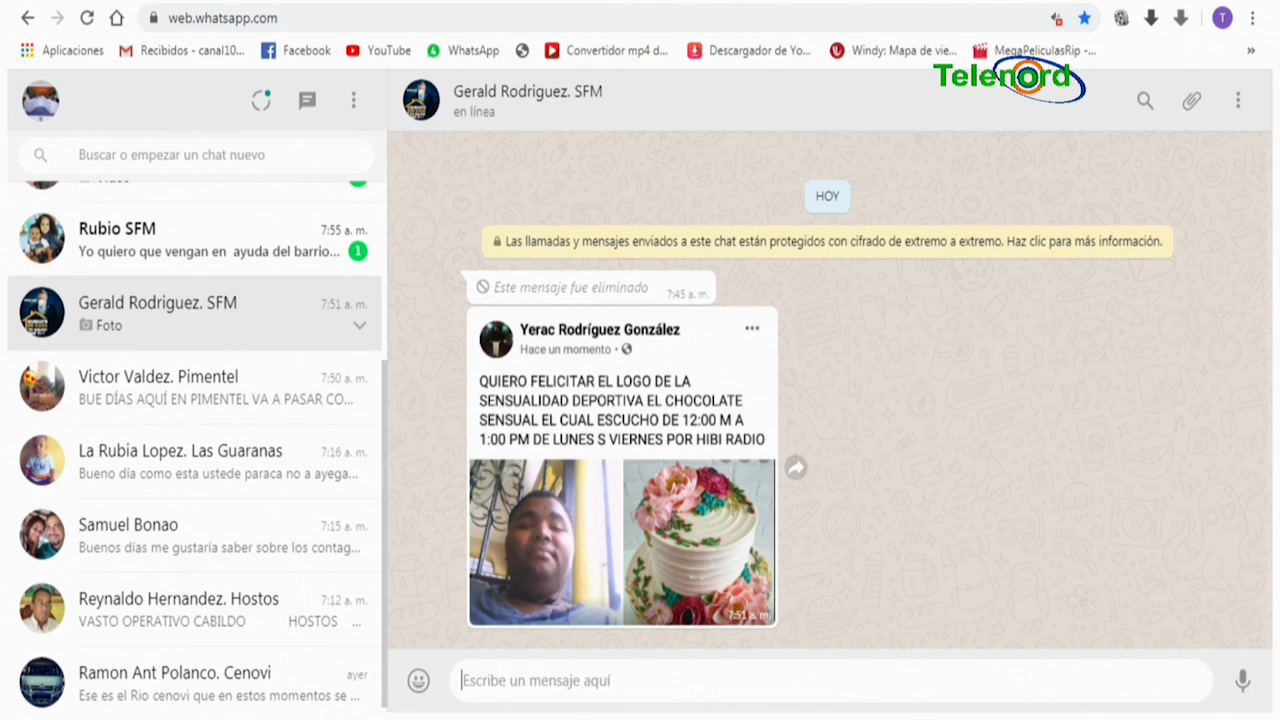 web.whatsapp.com
T
Aplicaciones
Recibidos - canal10...
Facebook
YouTube
WhatsApp
Convertidor mp4 d...
Descargador de Yo...
Windy: Mapa de vie...
MegaPeliculasRip -...
»
Telenord
Gerald Rodriguez. SFM
en línea
Buscar o empezar un chat nuevo
Rubio SFM
7:55 a. m.
Yo quiero que vengan en ayuda del barrio...
1
Gerald Rodriguez. SFM
7:51 a. m.
Foto
Victor Valdez. Pimentel
7:50 a. m.
BUE DÍAS AQUÍ EN PIMENTEL VA A PASAR CO...
La Rubia Lopez. Las Guaranas
7:16 a. m.
Bueno día como esta ustede paraca no a ayega...
Samuel Bonao
7:15 a. m.
Buenos días me gustaría saber sobre los contag...
Reynaldo Hernandez. Hostos
7:12 a. m.
VASTO OPERATIVO CABILDO HOSTOS ...
Ramon Ant Polanco. Cenovi
ayer
Ese es el Rio cenovi que en estos momentos se ...
HOY
Las llamadas y mensajes enviados a este chat están protegidos con cifrado de extremo a extremo. Haz clic para más información.
Este mensaje fue eliminado
7:45 a. m.
Yerac Rodríguez González
Hace un momento
QUIERO FELICITAR EL LOGO DE LA
SENSUALIDAD DEPORTIVA EL CHOCOLATE
SENSUAL EL CUAL ESCUCHO DE 12:00 M A
1:00 PM DE LUNES S VIERNES POR HIBI RADIO
7:51 a. m.
Escribe un mensaje aquí